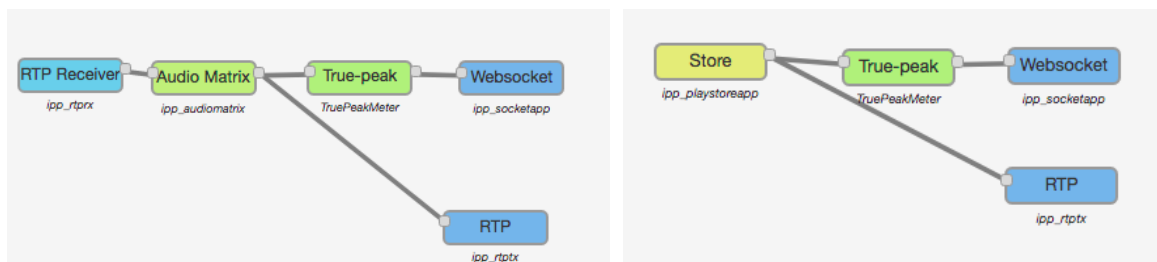 RTP Receiver
ipp_rtprx
Audio Matrix
ipp_audiomatrix
True-peak
TruePeakMeter
Websocket
ipp_socketapp
RTP
ipp_rtptx
Store
ipp_playstoreapp
True-peak
TruePeakMeter
Websocket
ipp_socketapp
RTP
ipp_rtptx